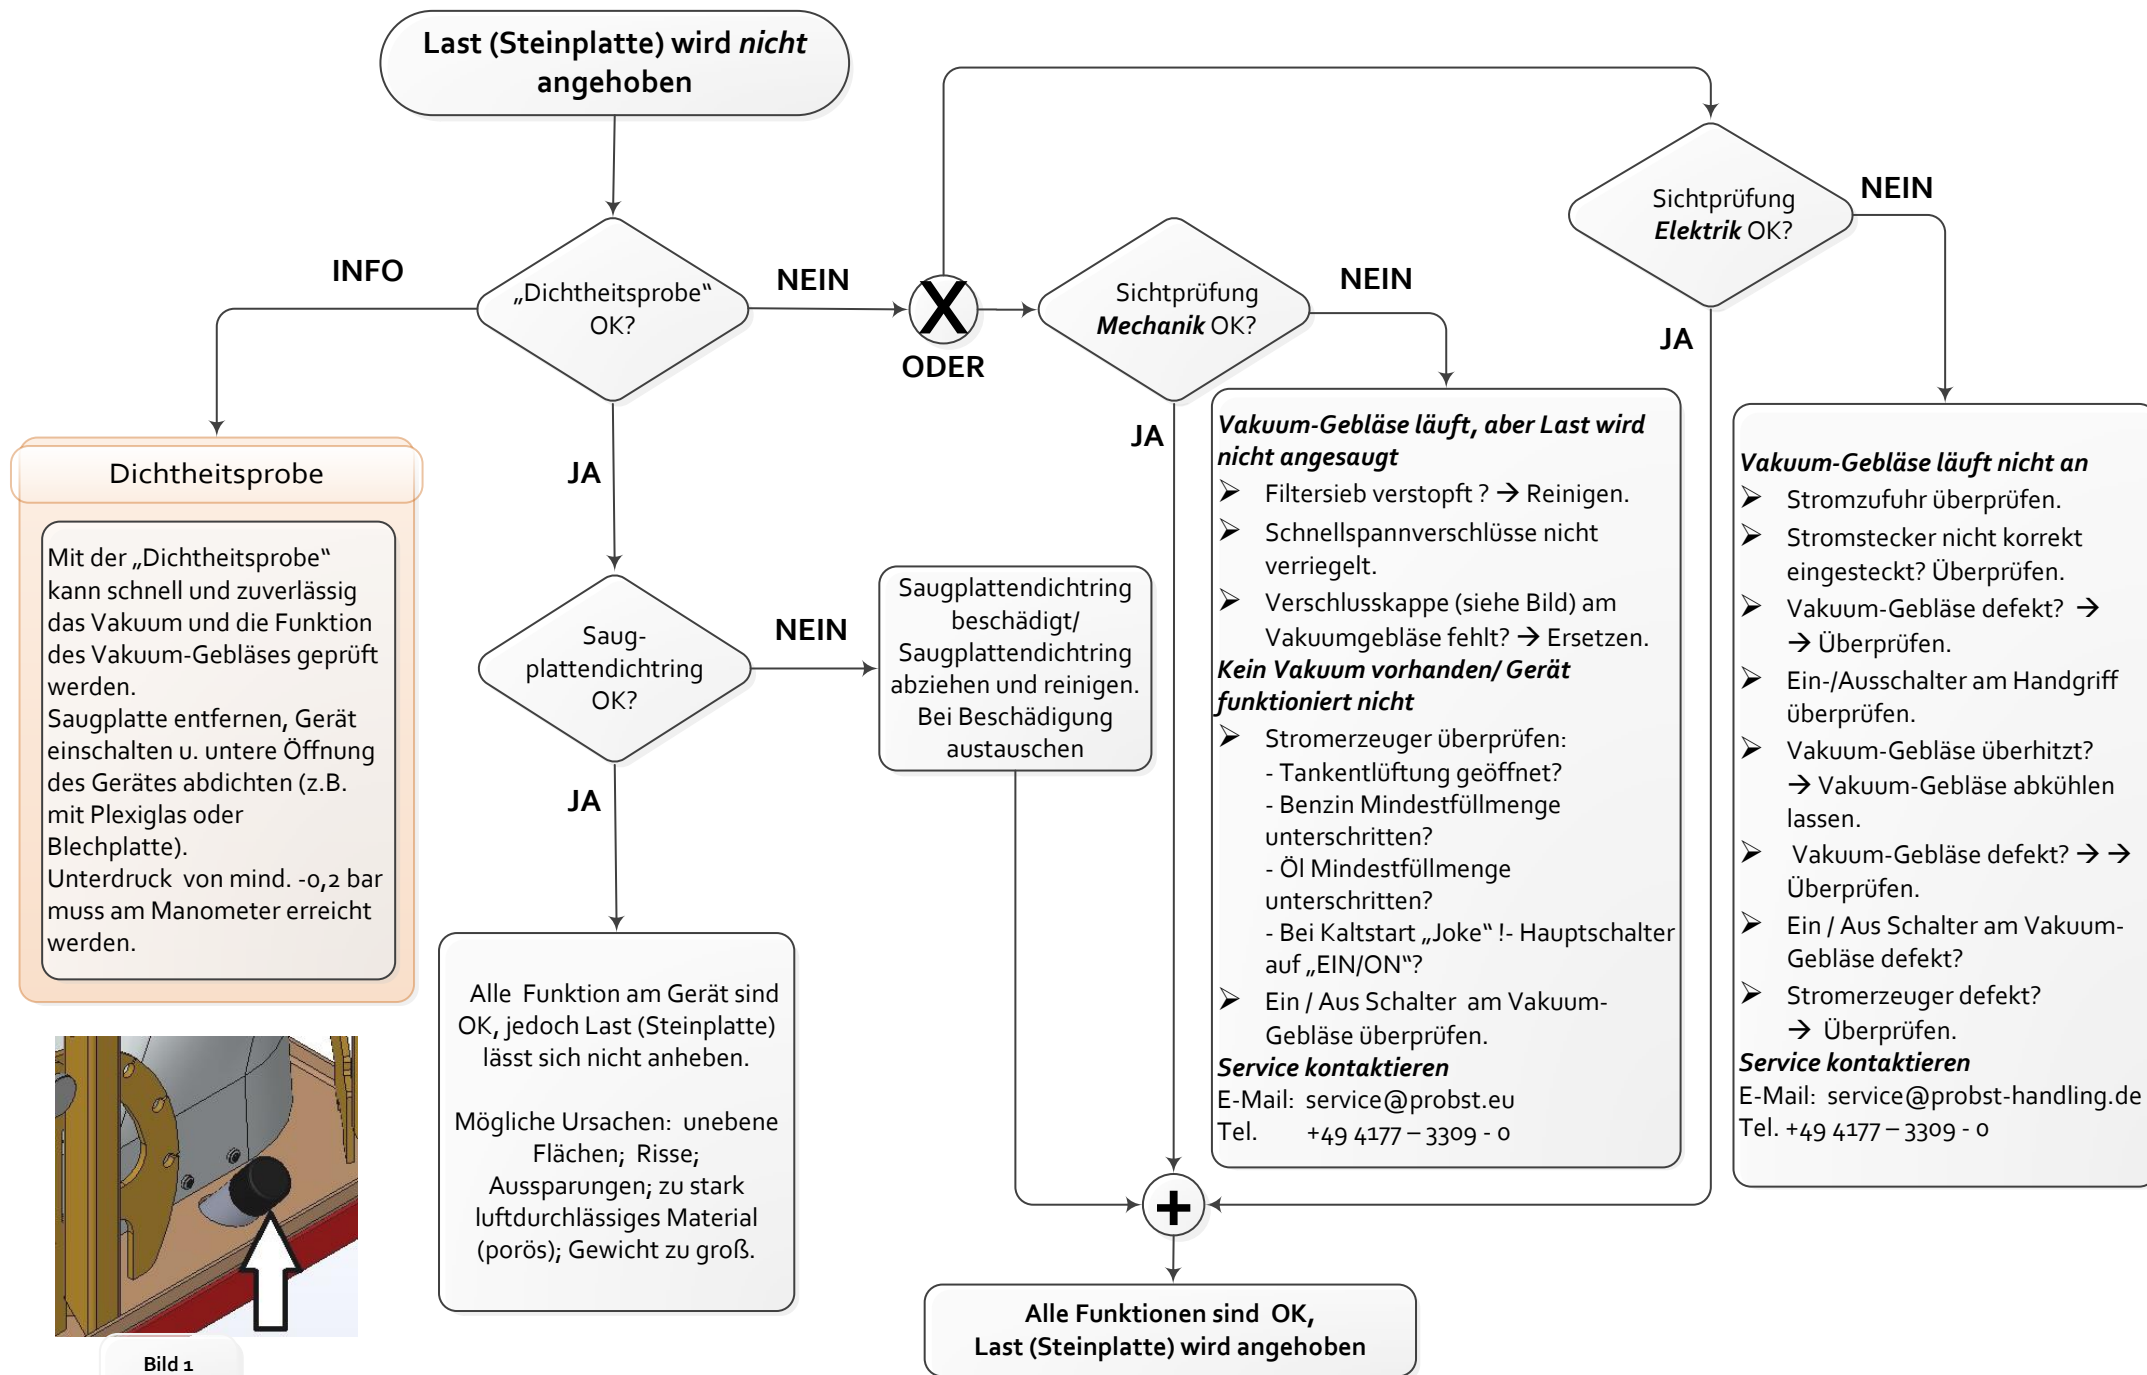 Last (Steinplatte) wird nicht
angehoben
INFO
„Dichtheitsprobe“
OK?
NEIN
X
ODER
Sichtprüfung
Mechanik OK?
NEIN
JA
Sichtprüfung
Elektrik OK?
NEIN
JA
JA
Dichtheitsprobe
Mit der „Dichtheitsprobe“
kann schnell und zuverlässig
das Vakuum und die Funktion
des Vakuum-Gebläses geprüft
werden.
Saugplatte entfernen, Gerät
einschalten u. untere Öffnung
des Gerätes abdichten (z.B.
mit Plexiglas oder
Blechplatte).
Unterdruck von mind. -0,2 bar
muss am Manometer erreicht
werden.
Saug-
plattendichtring
OK?
NEIN
JA
Saugplattendichtring
beschädigt/
Saugplattendichtring
abziehen und reinigen.
Bei Beschädigung
austauschen
Alle Funktion am Gerät sind
OK, jedoch Last (Steinplatte)
lässt sich nicht anheben.
Mögliche Ursachen: unebene
Flächen; Risse;
Aussparungen; zu stark
luftdurchlässiges Material
(porös); Gewicht zu groß.
Vakuum-Gebläse läuft, aber Last wird
nicht angesaugt
➢ Filtersieb verstopft ? → Reinigen.
➢ Schnellspannverschlüsse nicht
verriegelt.
➢ Verschlusskappe (siehe Bild) am
Vakuumgebläse fehlt? → Ersetzen.
Kein Vakuum vorhanden/ Gerät
funktioniert nicht
➢ Stromerzeuger überprüfen:
- Tankentlüftung geöffnet?
- Benzin Mindestfüllmenge
unterschritten?
- Öl Mindestfüllmenge
unterschritten?
- Bei Kaltstart „Joke“ !- Hauptschalter
auf „EIN/ON“?
➢ Ein / Aus Schalter am Vakuum-
Gebläse überprüfen.
Service kontaktieren
E-Mail: service@probst.eu
Tel. +49 4177 – 3309 - 0
Vakuum-Gebläse läuft nicht an
➢ Stromzufuhr überprüfen.
➢ Stromstecker nicht korrekt
eingesteckt? Überprüfen.
➢ Vakuum-Gebläse defekt? →
→ Überprüfen.
➢ Ein-/Ausschalter am Handgriff
überprüfen.
➢ Vakuum-Gebläse überhitzt?
→ Vakuum-Gebläse abkühlen
lassen.
➢ Vakuum-Gebläse defekt? → →
Überprüfen.
➢ Ein / Aus Schalter am Vakuum-
Gebläse defekt?
➢ Stromerzeuger defekt?
→ Überprüfen.
Service kontaktieren
E-Mail: service@probst-handling.de
Tel. +49 4177 – 3309 - 0
+
Alle Funktionen sind OK,
Last (Steinplatte) wird angehoben
Bild 1